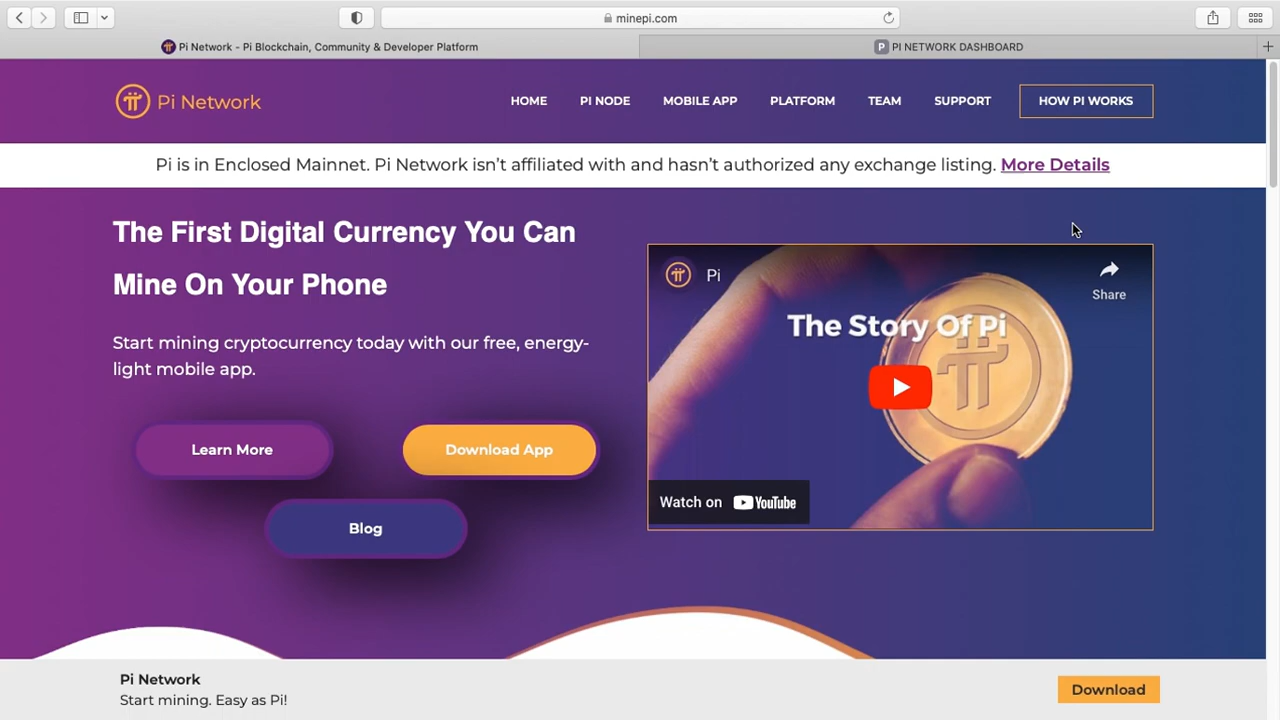 minepi.com
Pi Network - Pi Blockchain, Community & Developer Platform
P PI NETWORK DASHBOARD
Pi Network
HOME PI NODE MOBILE APP PLATFORM TEAM SUPPORT HOW PI WORKS
Pi is in Enclosed Mainnet. Pi Network isn't affiliated with and hasn't authorized any exchange listing. More Details
The First Digital Currency You Can
Mine On Your Phone
Start mining cryptocurrency today with our free, energy-
light mobile app.
Learn More
Download App
Blog
Pi
Share
The Story Of Pi
Watch on YouTube
Pi Network
Start mining. Easy as Pi!
Download